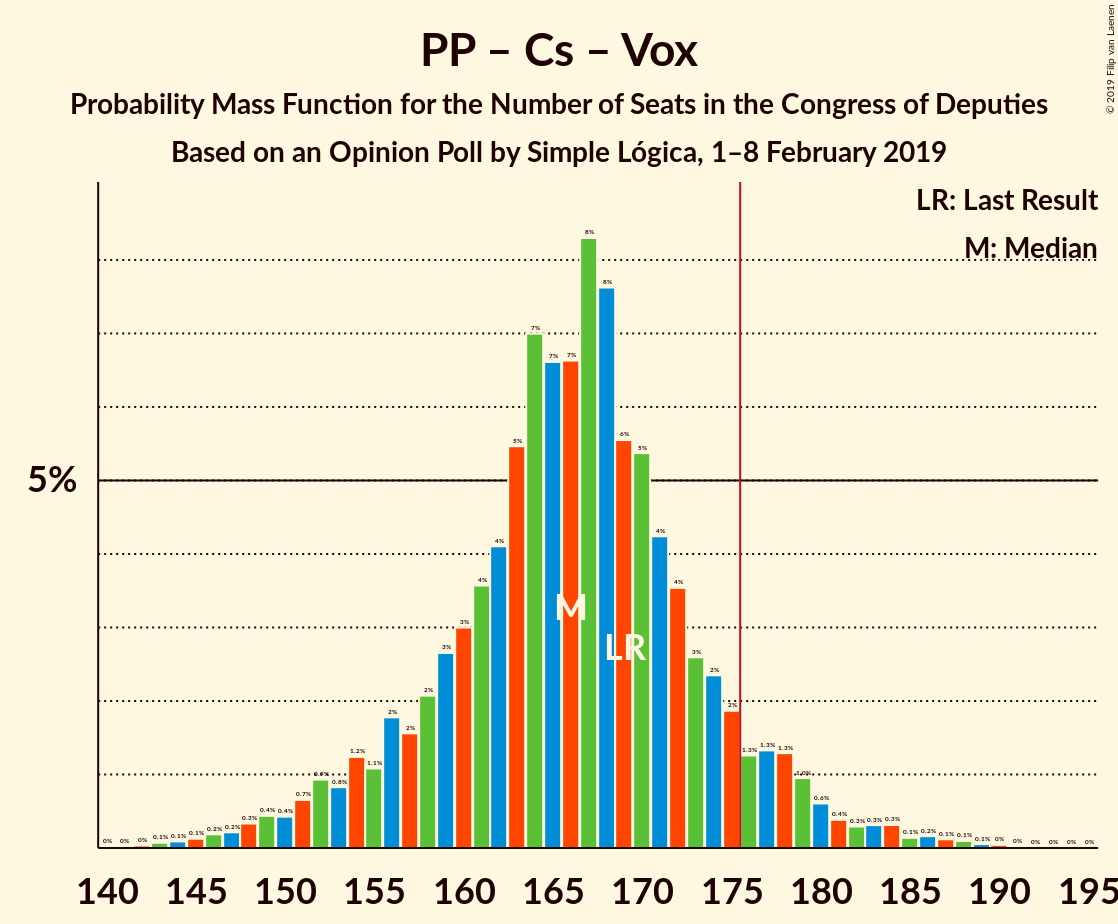 PP – Cs – Vox
Probability Mass Function for the Number of Seats in the Congress of Deputies
Based on an Opinion Poll by Simple Lógica, 1–8 February 2019
© 2019 Filip van Laenen
LR: Last Result
M: Median
5%
0% 0% 0% 0.1% 0.1% 0.1% 0.2% 0.2% 0.3% 0.4% 0.4% 0.7% 0.9% 0.8% 1.2% 1.1% 2% 2% 2% 3% 3% 4% 4% 5% 7% 7% 7% 8% 8% 6% 5% 4% 4% 3% 2% 2% 1.3% 1.3% 1.3% 1.0% 0.6% 0.4% 0.3% 0.3% 0.3% 0.1% 0.2% 0.1% 0.1% 0.1% 0% 0% 0% 0% 0% 0%
M
LR
140 145 150 155 160 165 170 175 180 185 190 195